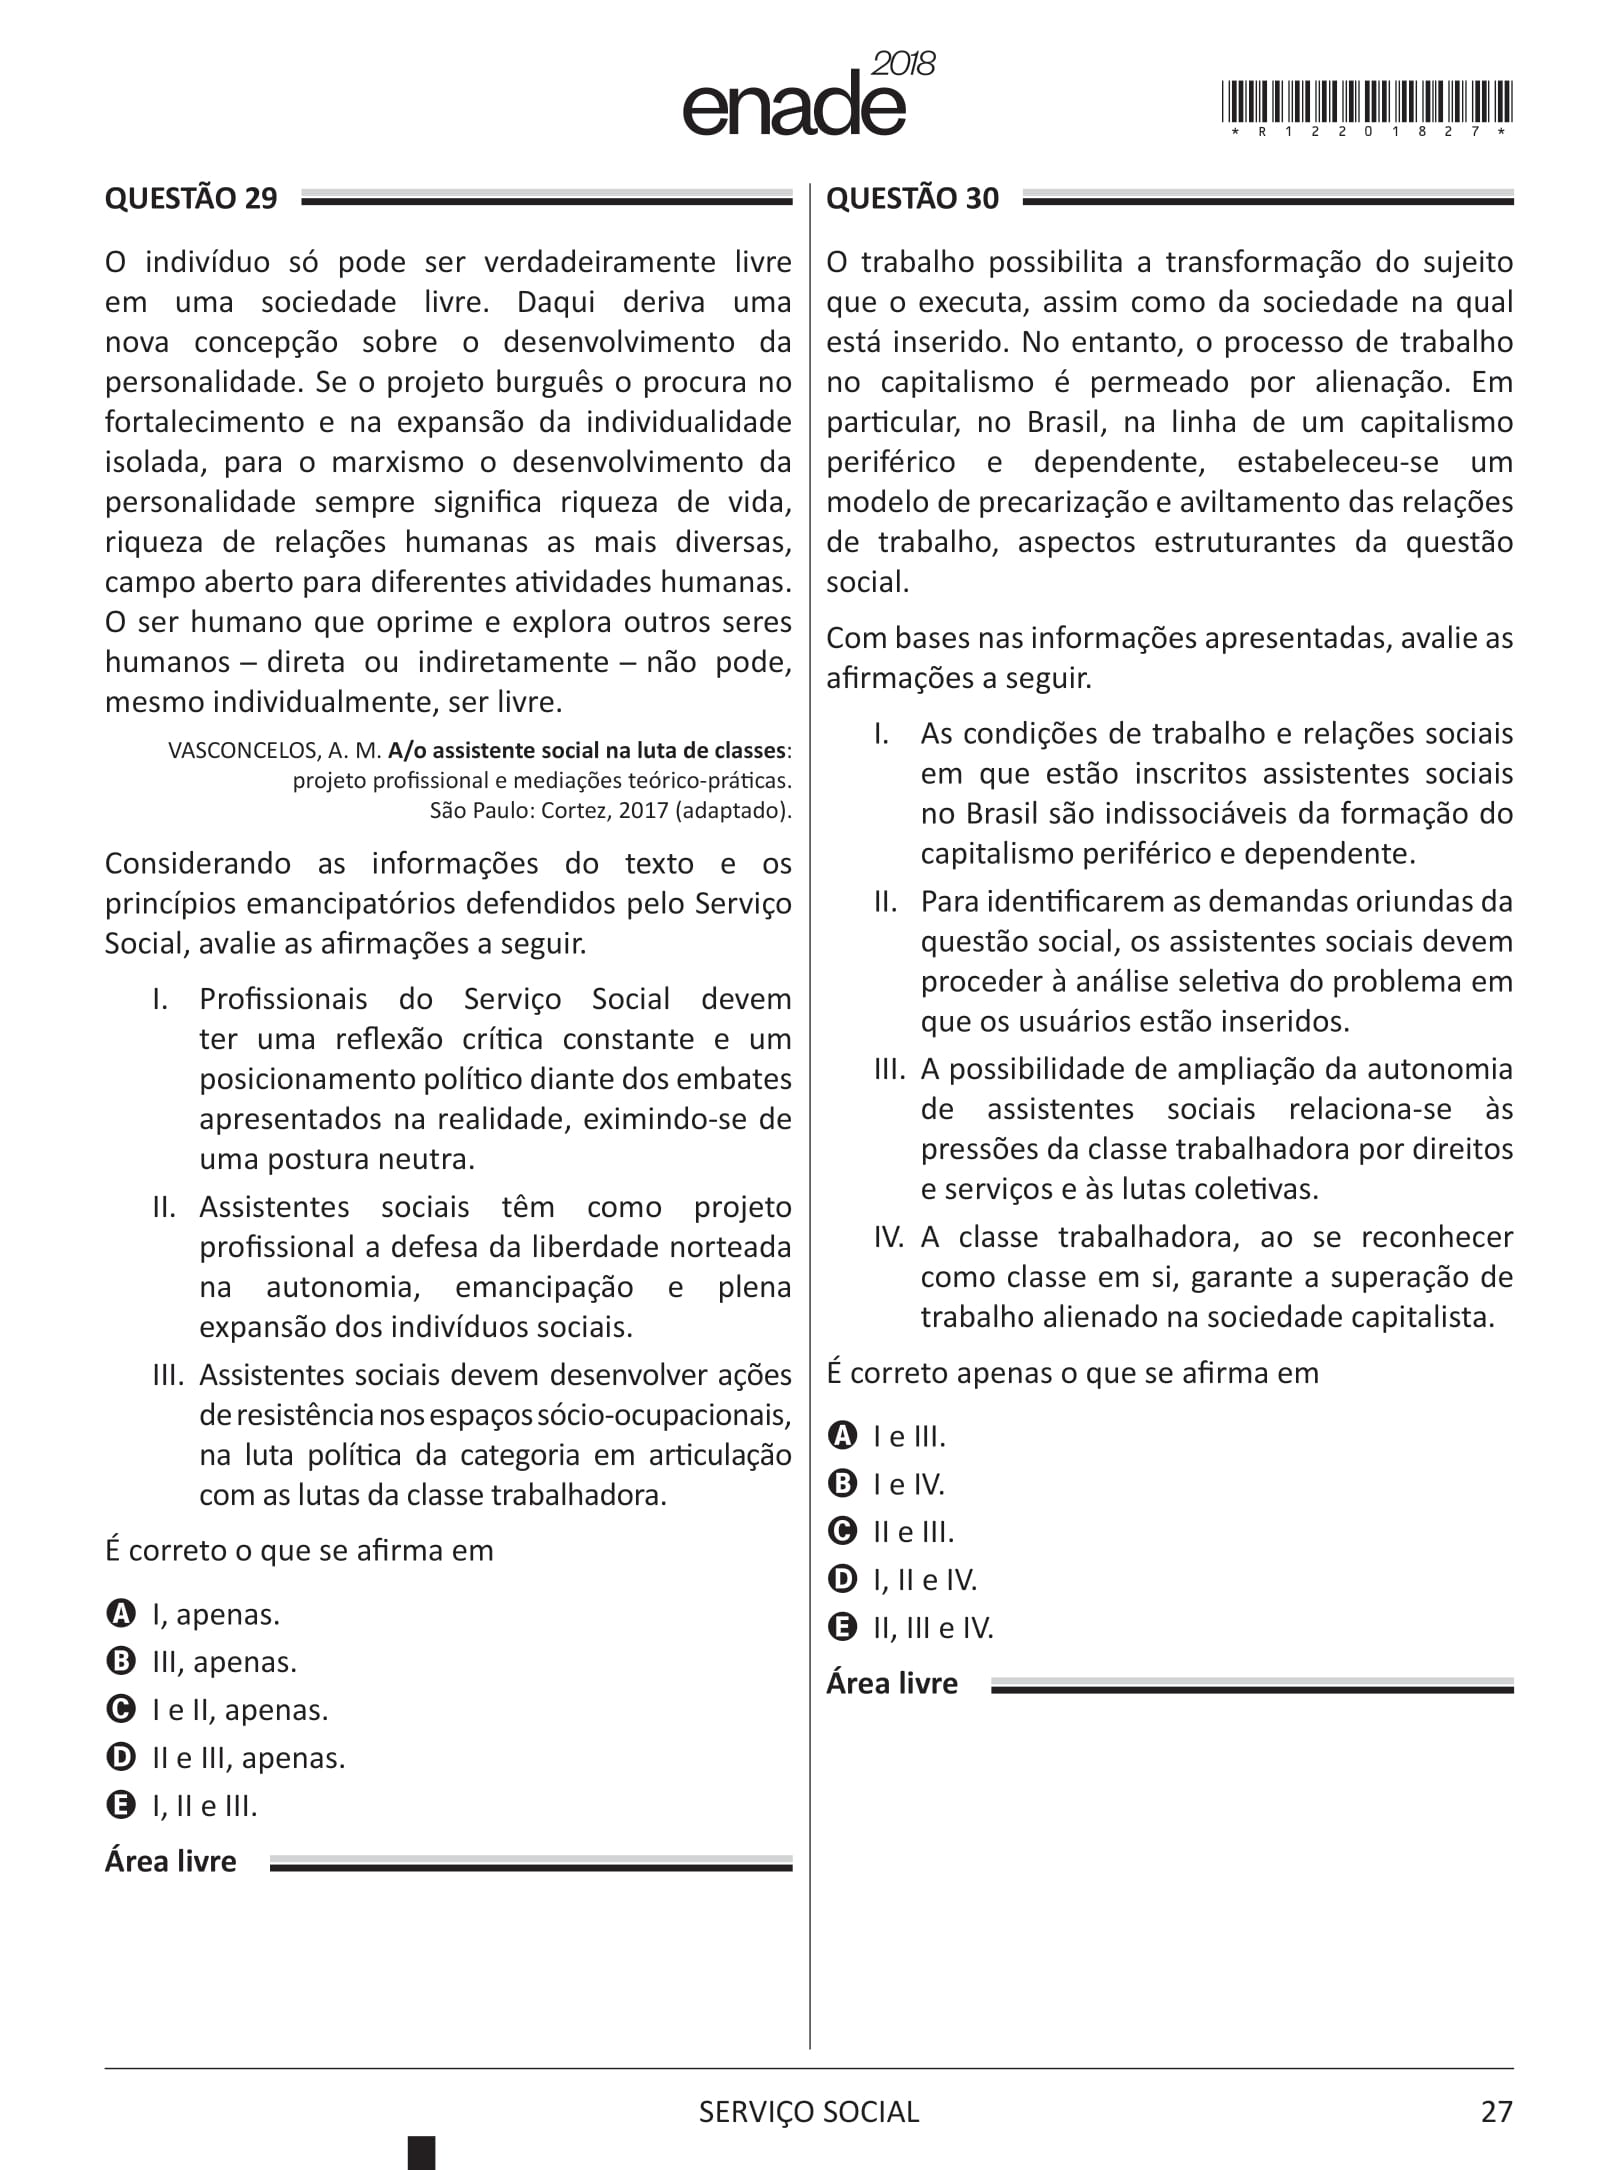 enade 2018
*R12201827*
QUESTÃO 29
O indivíduo só pode ser verdadeiramente livre
em uma sociedade livre. Daqui deriva uma
nova concepção sobre o desenvolvimento da
personalidade. Se o projeto burguês o procura no
fortalecimento e na expansão da individualidade
isolada, para o marxismo o desenvolvimento da
personalidade sempre significa riqueza de vida,
riqueza de relações humanas as mais diversas,
campo aberto para diferentes atividades humanas.
O ser humano que oprime e explora outros seres
humanos – direta ou indiretamente – não pode,
mesmo individualmente, ser livre.
VASCONCELOS, A. M. A/o assistente social na luta de classes:
projeto profissional e mediações teórico-práticas.
São Paulo: Cortez, 2017 (adaptado).
Considerando as informações do texto e os
princípios emancipatórios defendidos pelo Serviço
Social, avalie as afirmações a seguir.
I. Profissionais do Serviço Social devem
ter uma reflexão crítica constante e um
posicionamento político diante dos embates
apresentados na realidade, eximindo-se de
uma postura neutra.
II. Assistentes sociais têm como projeto
profissional a defesa da liberdade norteada
na autonomia, emancipação e plena
expansão dos indivíduos sociais.
III. Assistentes sociais devem desenvolver ações
de resistência nos espaços sócio-ocupacionais,
na luta política da categoria em articulação
com as lutas da classe trabalhadora.
É correto o que se afirma em
A I, apenas.
B III, apenas.
C I e II, apenas.
D II e III, apenas.
E I, II e III.
Área livre
QUESTÃO 30
O trabalho possibilita a transformação do sujeito
que o executa, assim como da sociedade na qual
está inserido. No entanto, o processo de trabalho
no capitalismo é permeado por alienação. Em
particular, no Brasil, na linha de um capitalismo
periférico e dependente, estabeleceu-se um
modelo de precarização e aviltamento das relações
de trabalho, aspectos estruturantes da questão
social.
Com bases nas informações apresentadas, avalie as
afirmações a seguir.
I. As condições de trabalho e relações sociais
em que estão inscritos assistentes sociais
no Brasil são indissociáveis da formação do
capitalismo periférico e dependente.
II. Para identificarem as demandas oriundas da
questão social, os assistentes sociais devem
proceder à análise seletiva do problema em
que os usuários estão inseridos.
III. A possibilidade de ampliação da autonomia
de assistentes sociais relaciona-se às
pressões da classe trabalhadora por direitos
e serviços e às lutas coletivas.
IV. A classe trabalhadora, ao se reconhecer
como classe em si, garante a superação de
trabalho alienado na sociedade capitalista.
É correto apenas o que se afirma em
A I e III.
B I e IV.
C II e III.
D I, II e IV.
E II, III e IV.
Área livre
SERVIÇO SOCIAL
27